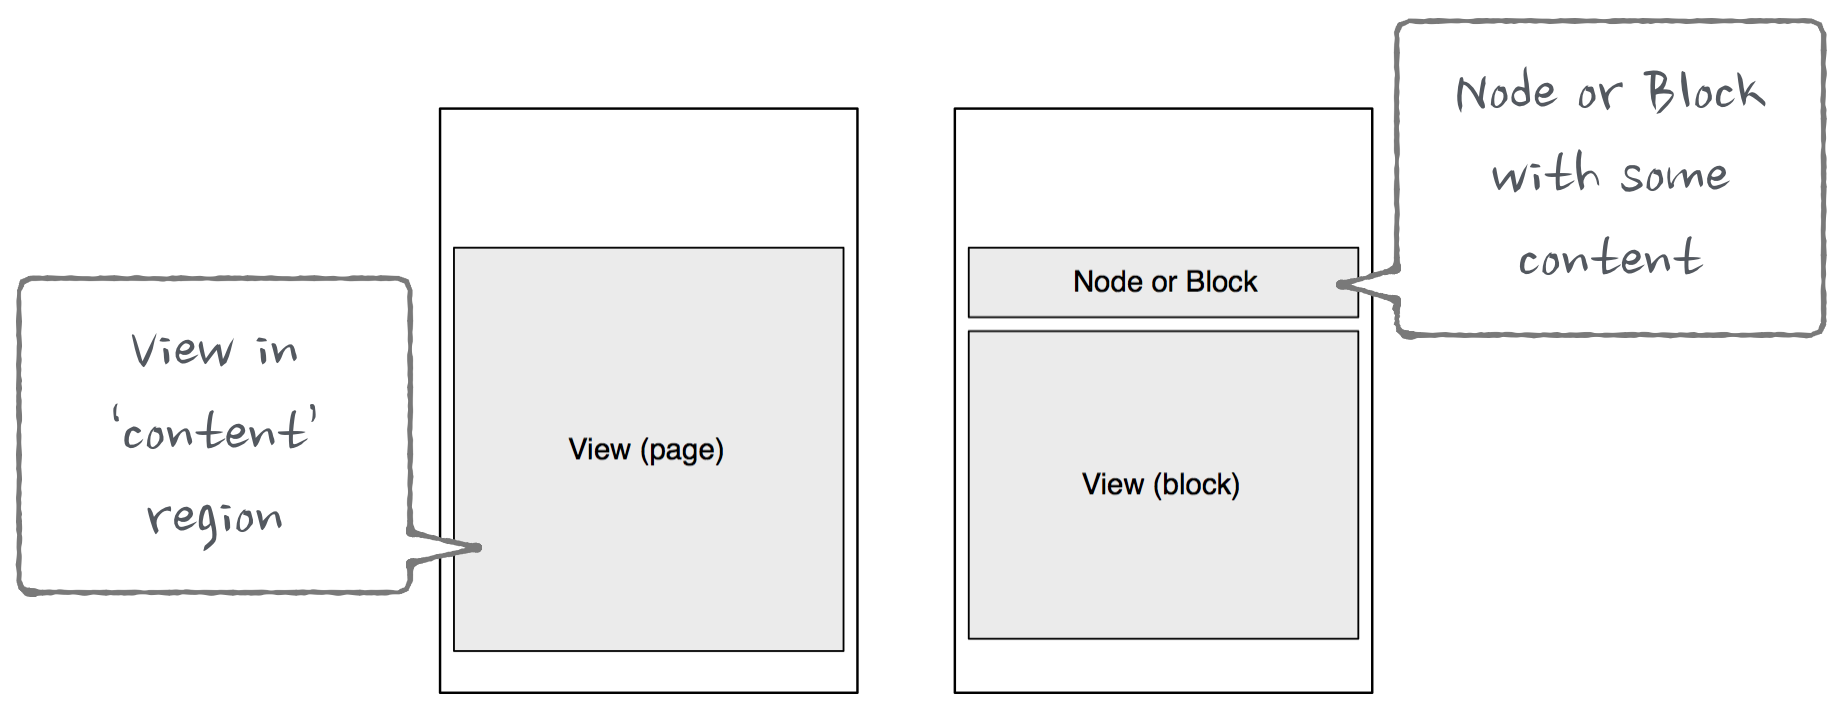 View in
‘content’
region
View (page)
Node or Block
View (block)
Node or Block
with some
content